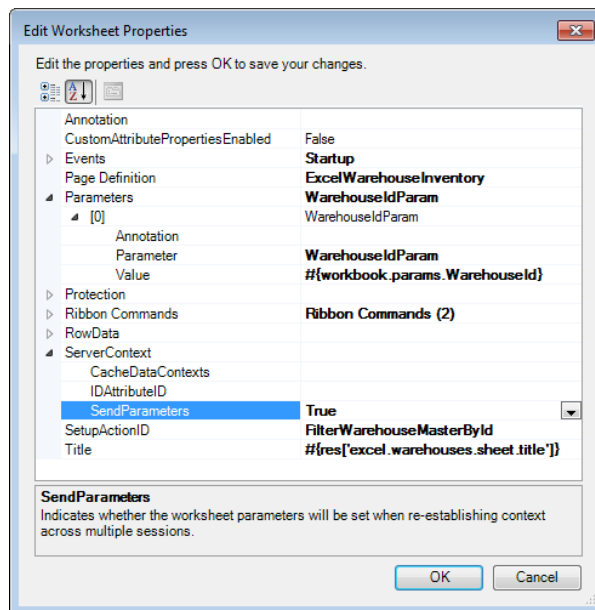 Edit Worksheet Properties
Edit the properties and press OK to save your changes.
Annotation
CustomAttributePropertiesEnabled False
Events Startup
Page Definition ExcelWarehouseInventory
Parameters WarehouseIdParam
[0] WarehouseIdParam
Annotation
Parameter WarehouseIdParam
Value #{workbook.params.WarehouseId}
Protection
Ribbon Commands Ribbon Commands (2)
RowData
ServerContext
CacheDataContexts
IDAttributeID
SendParameters True
SetupActionID FilterWarehouseMasterById
Title #{res['excel.warehouses.sheet.title']}
SendParameters
Indicates whether the worksheet parameters will be set when re-establishing context
across multiple sessions.
OK Cancel